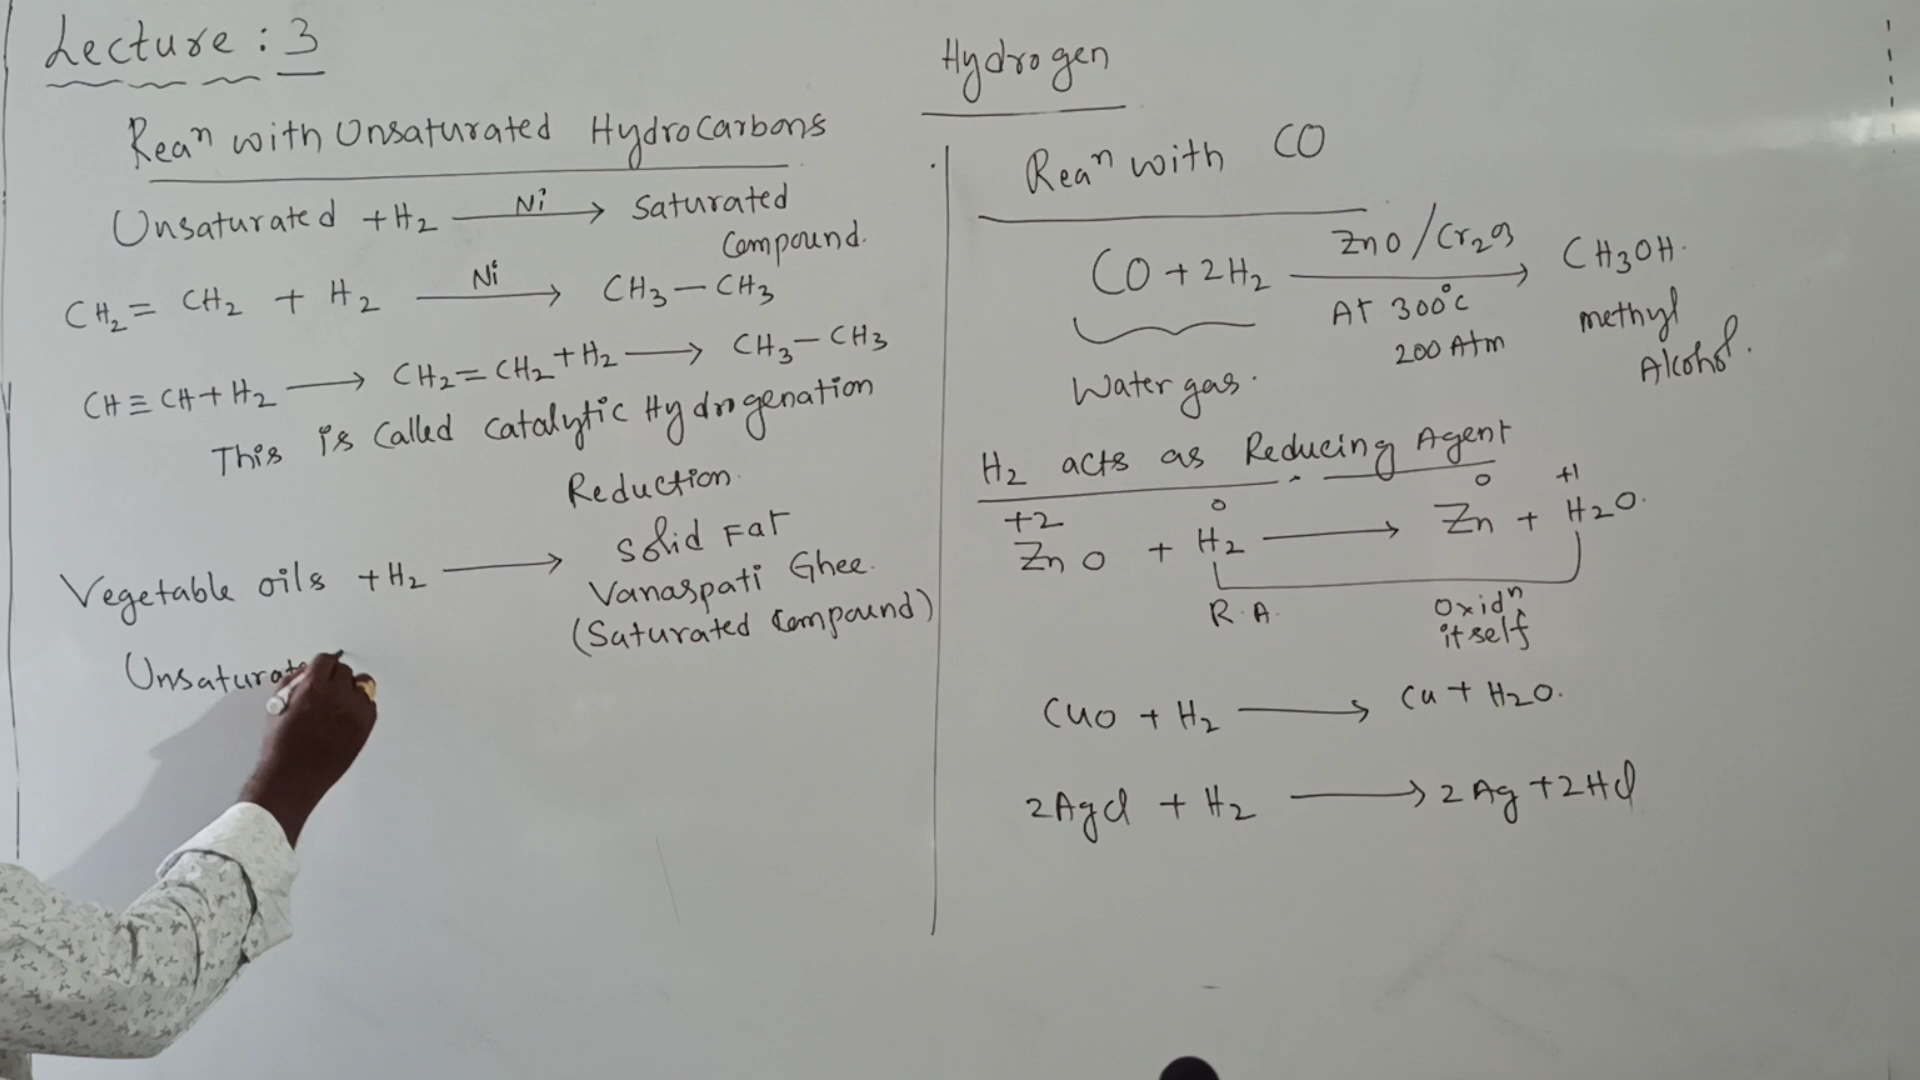 Lecture : 3
Hydrogen
Reaⁿ with Unsaturated Hydrocarbons
Unsaturated + H₂ —Ni→ Saturated
Compound.
CH₂ = CH₂ + H₂ —Ni→ CH₃ — CH₃
CH ≡ CH + H₂ ⟶ CH₂ = CH₂ + H₂ ⟶ CH₃ — CH₃
This is Called Catalytic Hydrogenation
Reduction.
Vegetable oils + H₂ ⟶ Solid Fat
Vanaspati Ghee.
(Saturated Compound)
Unsaturate
Reaⁿ with CO
ZnO / Cr₂O₃
CO + 2H₂ ⟶ CH₃OH.
At 300°C
200 Atm
methyl
Alcohol.
Water gas.
H₂ acts as Reducing Agent
+2 0 0 +1
ZnO + H₂ ⟶ Zn + H₂O.
R.A. Oxidⁿ
itself
CuO + H₂ ⟶ Cu + H₂O.
2AgCl + H₂ ⟶ 2Ag + 2HCl